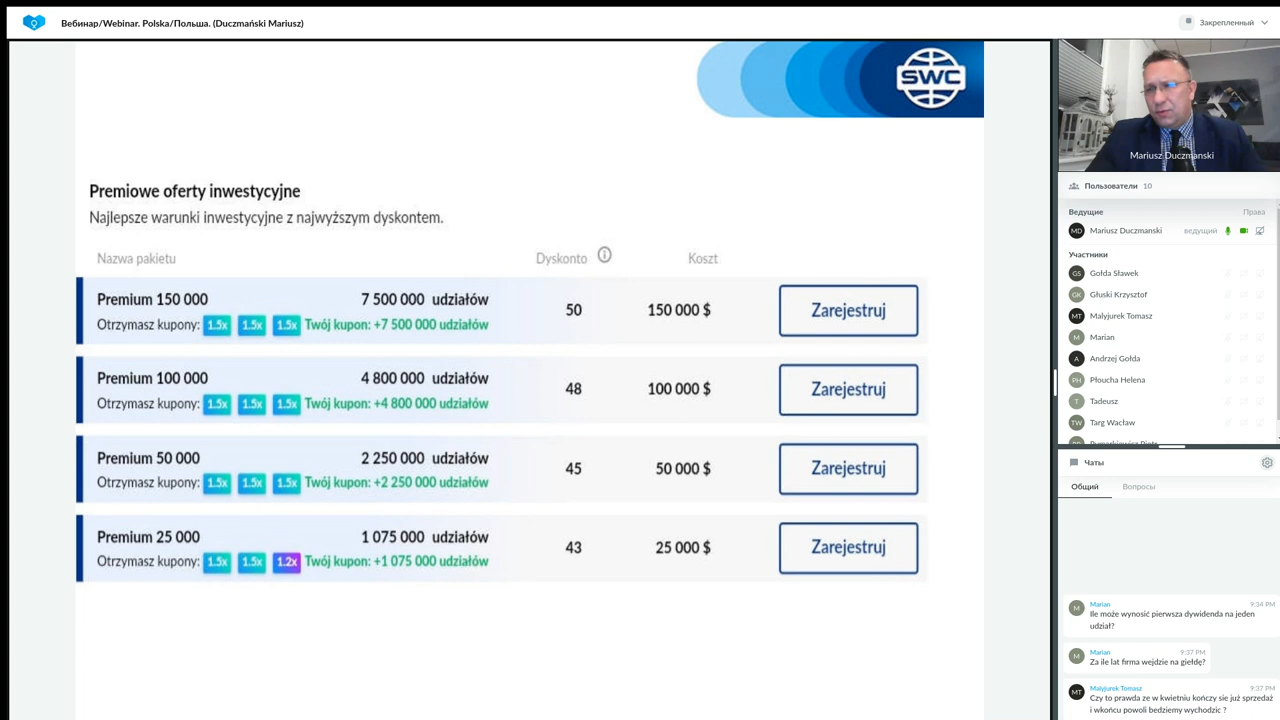 Вебинар/Webinar. Polska/Польша. (Duczmański Mariusz)
Закрепленный
SWC
Premiowe oferty inwestycyjne
Najlepsze warunki inwestycyjne z najwyższym dyskontem.
Nazwa pakietu Dyskonto Koszt
Premium 150 000 7 500 000 udziałów 50 150 000 $ Zarejestruj
Otrzymasz kupony: 1.5x 1.5x 1.5x Twój kupon: +7 500 000 udziałów
Premium 100 000 4 800 000 udziałów 48 100 000 $ Zarejestruj
Otrzymasz kupony: 1.5x 1.5x 1.5x Twój kupon: +4 800 000 udziałów
Premium 50 000 2 250 000 udziałów 45 50 000 $ Zarejestruj
Otrzymasz kupony: 1.5x 1.5x 1.5x Twój kupon: +2 250 000 udziałów
Premium 25 000 1 075 000 udziałów 43 25 000 $ Zarejestruj
Otrzymasz kupony: 1.5x 1.5x 1.2x Twój kupon: +1 075 000 udziałów
Mariusz Duczmanski
Пользователи 10
Ведущие Права
MD Mariusz Duczmanski ведущий
Участники
GS Gołda Sławek
GK Głuski Krzysztof
MT Malyjurek Tomasz
M Marian
A Andrzej Gołda
PH Płoucha Helena
T Tadeusz
TW Targ Wacław
Чаты
Общий Вопросы
M Marian 9:34 PM
Ile może wynosić pierwsza dywidenda na jeden
udział?
M Marian 9:37 PM
Za ile lat firma wejdzie na giełdę?
MT Malyjurek Tomasz 9:37 PM
Czy to prawda ze w kwietniu kończy sie już sprzedaż
i wkońcu powoli bedziemy wychodzic ?